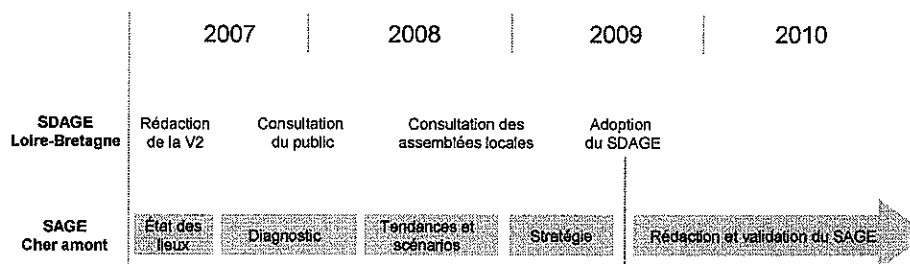 2007 2008 2009 2010
SDAGE
Loire-Bretagne
Rédaction
de la V2
Consultation
du public
Consultation des
assemblées locales
Adoption
du SDAGE
SAGE
Cher amont
État des
lieux
Diagnostic
Tendances et
scénarios
Stratégie
Rédaction et validation du SAGE